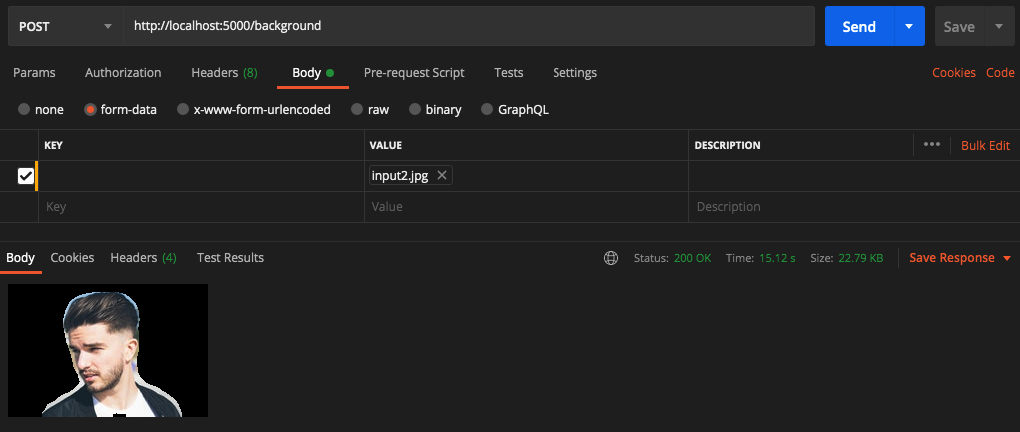 POST http://localhost:5000/background Send Save
Params Authorization Headers (8) Body Pre-request Script Tests Settings Cookies Code
none form-data x-www-form-urlencoded raw binary GraphQL
KEY VALUE DESCRIPTION ••• Bulk Edit
input2.jpg
Key Value Description
Body Cookies Headers (4) Test Results Status: 200 OK Time: 15.12 s Size: 22.79 KB Save Response